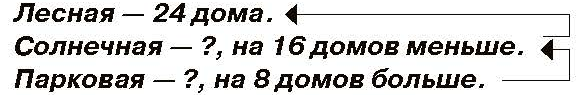 Лесная — 24 дома.
Солнечная — ?, на 16 домов меньше.
Парковая — ?, на 8 домов больше.